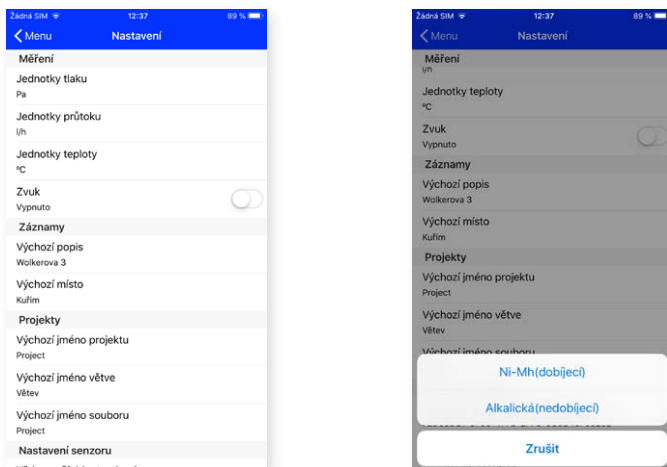 Žádná SIM 12:37 89 %
Menu Nastavení
Měření
Jednotky tlaku
Pa
Jednotky průtoku
l/h
Jednotky teploty
°C
Zvuk
Vypnuto
Záznamy
Výchozí popis
Wolkerova 3
Výchozí místo
Kuřim
Projekty
Výchozí jméno projektu
Project
Výchozí jméno větve
Větev
Výchozí jméno souboru
Project
Nastavení senzoru
Žádná SIM 12:37 89 %
Menu Nastavení
Měření
l/h
Jednotky teploty
°C
Zvuk
Vypnuto
Záznamy
Výchozí popis
Wolkerova 3
Výchozí místo
Kuřim
Projekty
Výchozí jméno projektu
Project
Výchozí jméno větve
Větev
Výchozí jméno souboru
Ni-Mh(dobíjecí)
Alkalická(nedobíjecí)
Zrušit